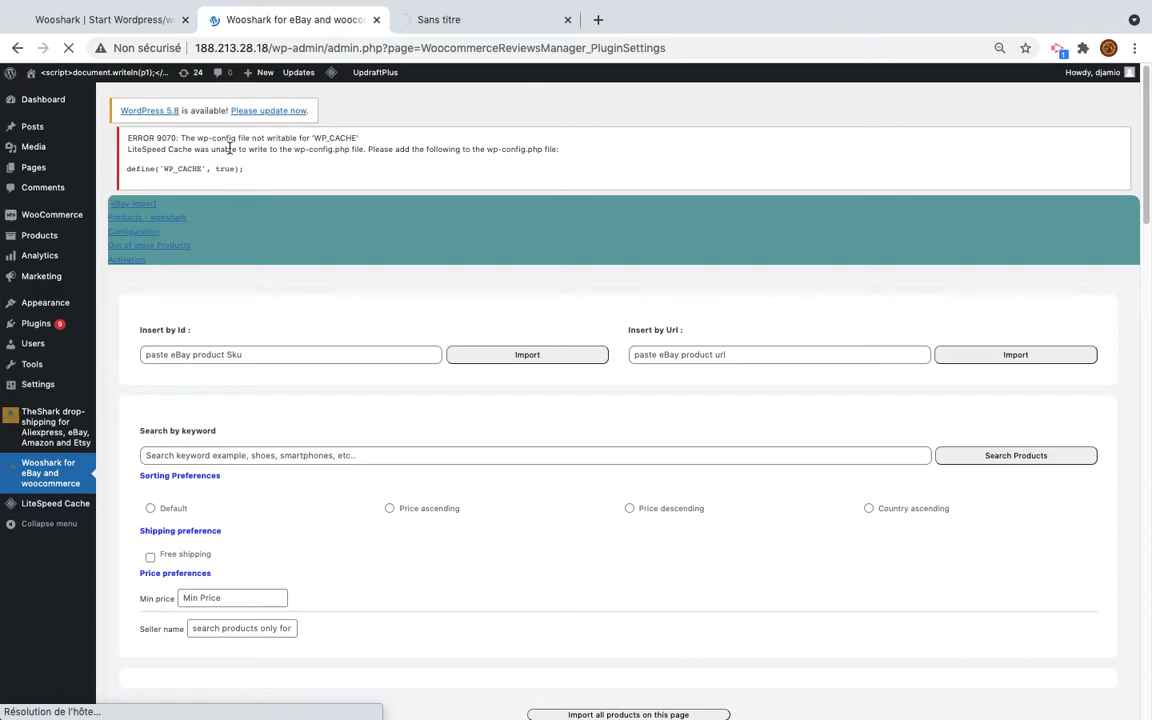 Wooshark | Start Wordpress/w
Wooshark for eBay and wooco
Sans titre
Non sécurisé
188.213.28.18/wp-admin/admin.php?page=WoocommerceReviewsManager_PluginSettings
1
<script>document.writeln(p1);</...
24
0
New
Updates
UpdraftPlus
Howdy, djamio
Dashboard
Posts
Media
Pages
Comments
WooCommerce
Products
Analytics
Marketing
Appearance
Plugins 9
Users
Tools
Settings
TheShark drop-
shipping for
Aliexpress, eBay,
Amazon and Etsy
Wooshark for
eBay and
woocommerce
LiteSpeed Cache
Collapse menu
WordPress 5.8 is available! Please update now.
ERROR 9070: The wp-config file not writable for 'WP_CACHE'
LiteSpeed Cache was unable to write to the wp-config.php file. Please add the following to the wp-config.php file:
define('WP_CACHE', true);
eBay import
Products - wooshark
Configuration
Out of stock Products
Activation
Insert by Id :
Insert by Url :
paste eBay product Sku
Import
paste eBay product url
Import
Search by keyword
Search keyword example, shoes, smartphones, etc..
Search Products
Sorting Preferences
Default
Price ascending
Price descending
Country ascending
Shipping preference
Free shipping
Price preferences
Min price
Min Price
Seller name
search products only for
Import all products on this page
Résolution de l'hôte...